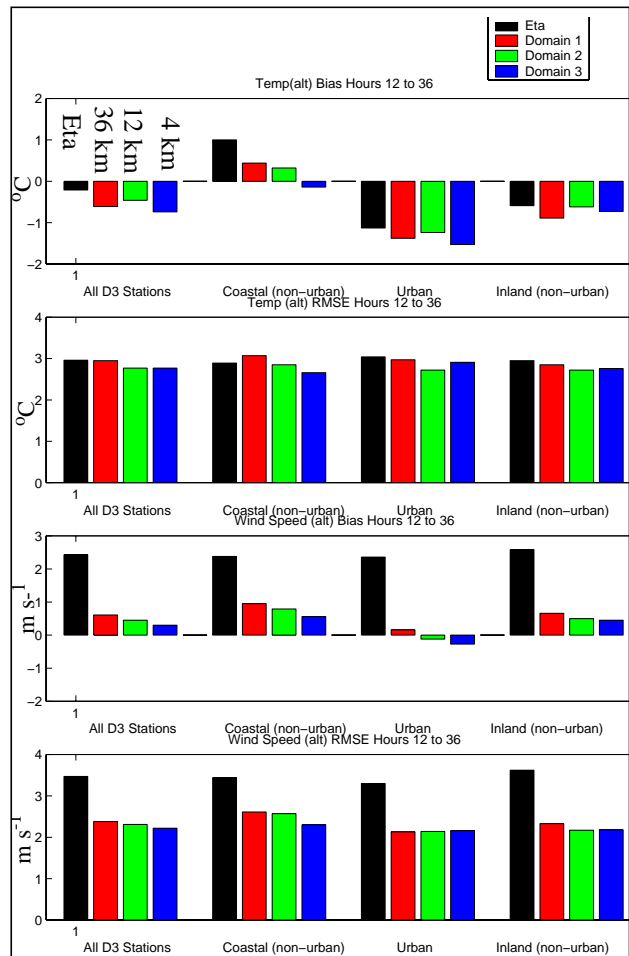 Eta
Domain 1
Domain 2
Domain 3
Temp(alt) Bias Hours 12 to 36
2
1
0
−1
−2
oC
Eta
36 km
12 km
4 km
1
All D3 Stations
Coastal (non−urban)
Urban
Inland (non−urban)
Temp (alt) RMSE Hours 12 to 36
4
3
2
1
0
oC
1
All D3 Stations
Coastal (non−urban)
Urban
Inland (non−urban)
Wind Speed (alt) Bias Hours 12 to 36
3
2
1
0
−1
−2
m s-1
1
All D3 Stations
Coastal (non−urban)
Urban
Inland (non−urban)
Wind Speed (alt) RMSE Hours 12 to 36
4
3
2
1
0
m s-1
1
All D3 Stations
Coastal (non−urban)
Urban
Inland (non−urban)